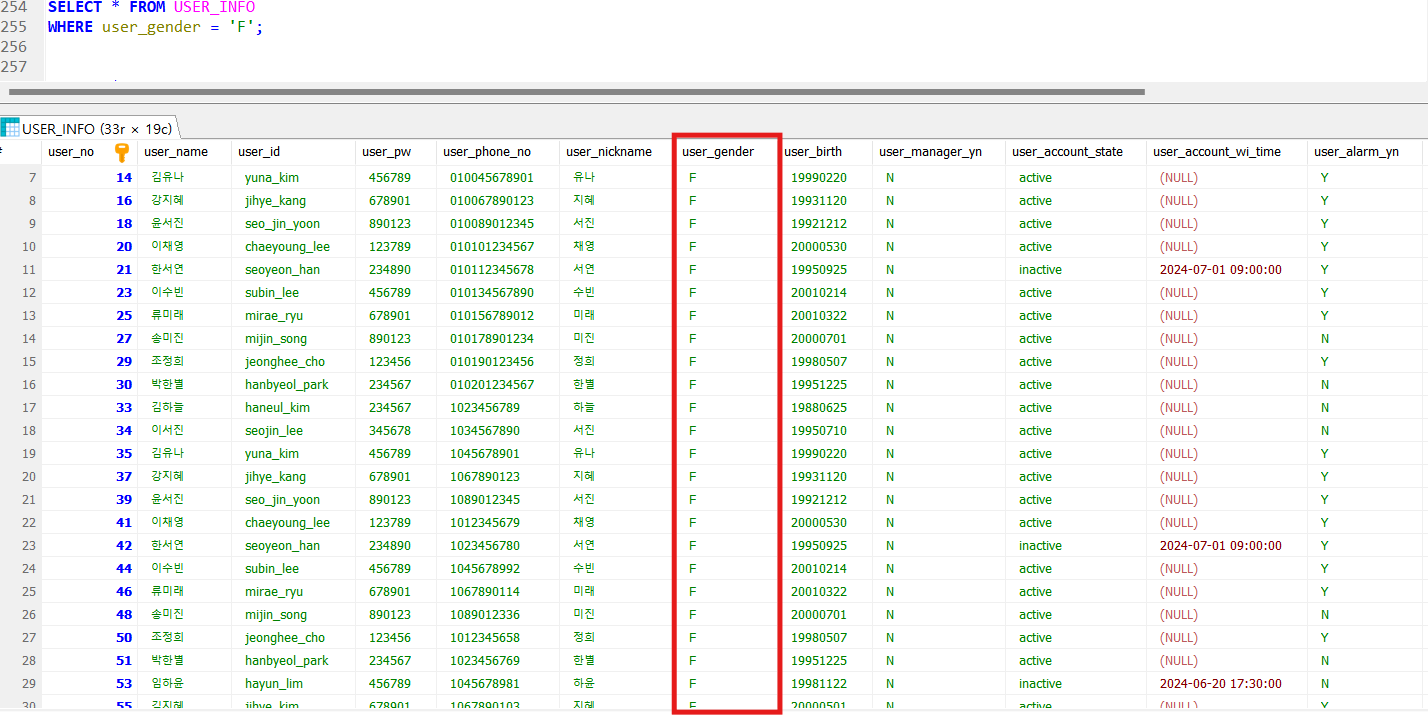 254 SELECT * FROM USER_INFO
255 WHERE user_gender = 'F';
256
257
USER_INFO (33r × 19c)
# user_no user_name user_id user_pw user_phone_no user_nickname user_gender user_birth user_manager_yn user_account_state user_account_wi_time user_alarm_yn
7 14 김유나 yuna_kim 456789 010045678901 유나 F 19990220 N active (NULL) Y
8 16 강지혜 jihye_kang 678901 010067890123 지혜 F 19931120 N active (NULL) Y
9 18 윤서진 seo_jin_yoon 890123 010089012345 서진 F 19921212 N active (NULL) Y
10 20 이채영 chaeyoung_lee 123789 010101234567 채영 F 20000530 N active (NULL) Y
11 21 한서연 seoyeon_han 234890 010112345678 서연 F 19950925 N inactive 2024-07-01 09:00:00 Y
12 23 이수빈 subin_lee 456789 010134567890 수빈 F 20010214 N active (NULL) Y
13 25 류미래 mirae_ryu 678901 010156789012 미래 F 20010322 N active (NULL) Y
14 27 송미진 mijin_song 890123 010178901234 미진 F 20000701 N active (NULL) N
15 29 조정희 jeonghee_cho 123456 010190123456 정희 F 19980507 N active (NULL) Y
16 30 박한별 hanbyeol_park 234567 010201234567 한별 F 19951225 N active (NULL) N
17 33 김하늘 haneul_kim 234567 1023456789 하늘 F 19880625 N active (NULL) N
18 34 이서진 seojin_lee 345678 1034567890 서진 F 19950710 N active (NULL) N
19 35 김유나 yuna_kim 456789 1045678901 유나 F 19990220 N active (NULL) Y
20 37 강지혜 jihye_kang 678901 1067890123 지혜 F 19931120 N active (NULL) Y
21 39 윤서진 seo_jin_yoon 890123 1089012345 서진 F 19921212 N active (NULL) Y
22 41 이채영 chaeyoung_lee 123789 1012345679 채영 F 20000530 N active (NULL) Y
23 42 한서연 seoyeon_han 234890 1023456780 서연 F 19950925 N inactive 2024-07-01 09:00:00 Y
24 44 이수빈 subin_lee 456789 1045678992 수빈 F 20010214 N active (NULL) Y
25 46 류미래 mirae_ryu 678901 1067890114 미래 F 20010322 N active (NULL) Y
26 48 송미진 mijin_song 890123 1089012336 미진 F 20000701 N active (NULL) N
27 50 조정희 jeonghee_cho 123456 1012345658 정희 F 19980507 N active (NULL) Y
28 51 박한별 hanbyeol_park 234567 1023456769 한별 F 19951225 N active (NULL) N
29 53 임하윤 hayun_lim 456789 1045678981 하윤 F 19981122 N inactive 2024-06-20 17:30:00 N
30 55 김지혜 jihye_kim 678901 1067890103 지혜 F 20000501 N active (NULL) Y